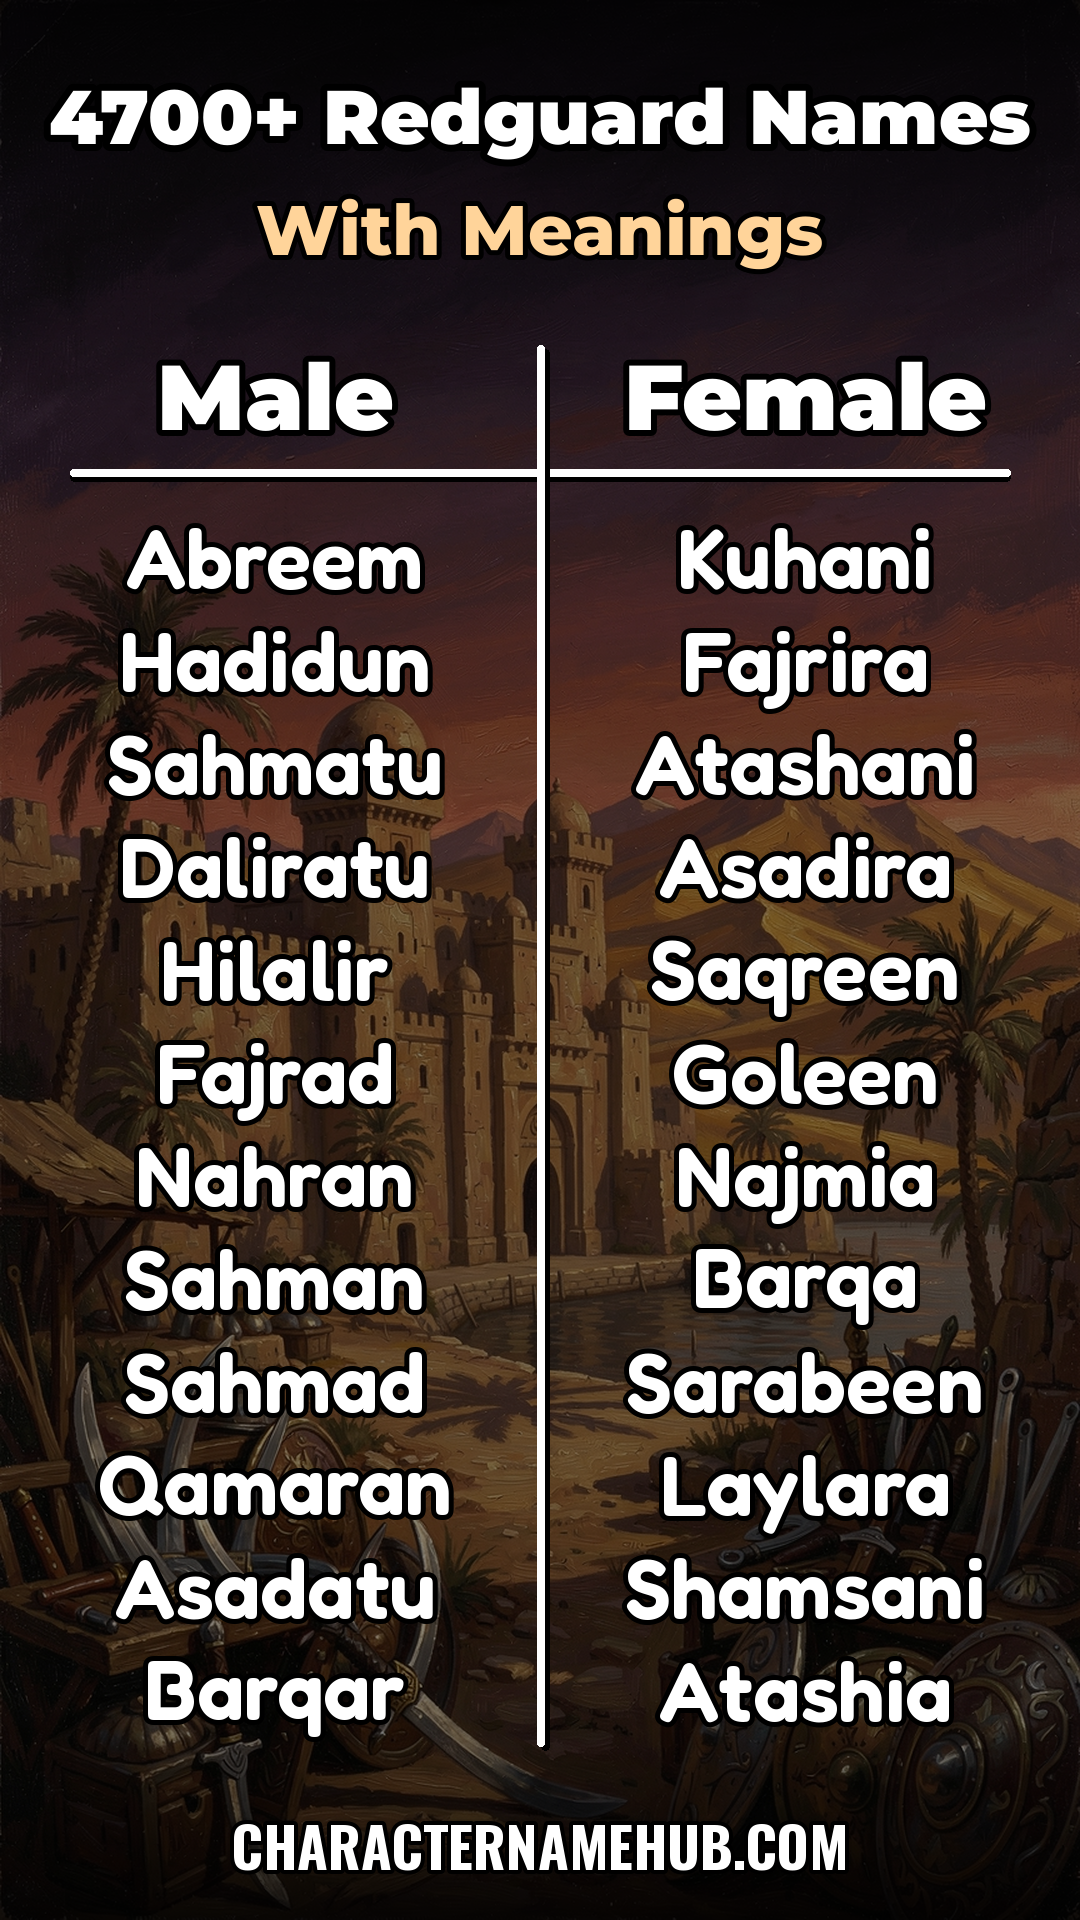 4700+ Redguard Names
With Meanings
Male Female
Abreem Kuhani
Hadidun Fajrira
Sahmatu Atashani
Daliratu Asadira
Hilalir Saqreen
Fajrad Goleen
Nahran Najmia
Sahman Barqa
Sahmad Sarabeen
Qamaran Laylara
Asadatu Shamsani
Barqar Atashia
CHARACTERNAMEHUB.COM